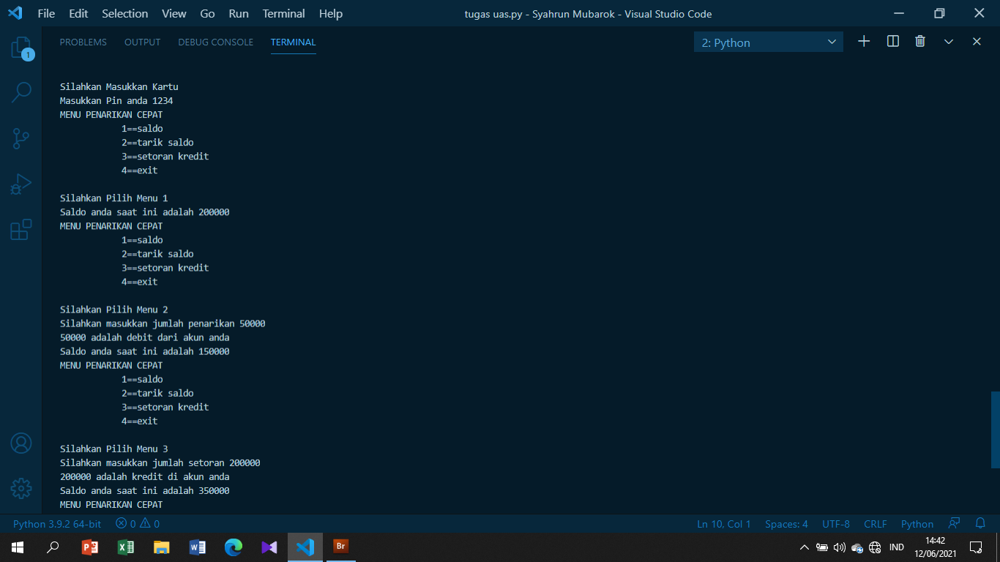 File Edit Selection View Go Run Terminal Help tugas uas.py - Syahrun Mubarok - Visual Studio Code
PROBLEMS OUTPUT DEBUG CONSOLE TERMINAL 2: Python
1
Silahkan Masukkan Kartu
Masukkan Pin anda 1234
MENU PENARIKAN CEPAT
1==saldo
2==tarik saldo
3==setoran kredit
4==exit
Silahkan Pilih Menu 1
Saldo anda saat ini adalah 200000
MENU PENARIKAN CEPAT
1==saldo
2==tarik saldo
3==setoran kredit
4==exit
Silahkan Pilih Menu 2
Silahkan masukkan jumlah penarikan 50000
50000 adalah debit dari akun anda
Saldo anda saat ini adalah 150000
MENU PENARIKAN CEPAT
1==saldo
2==tarik saldo
3==setoran kredit
4==exit
Silahkan Pilih Menu 3
Silahkan masukkan jumlah setoran 200000
200000 adalah kredit di akun anda
Saldo anda saat ini adalah 350000
MENU PENARIKAN CEPAT
Python 3.9.2 64-bit 0 0 Ln 10, Col 1 Spaces: 4 UTF-8 CRLF Python
Br IND 14:42
12/06/2021